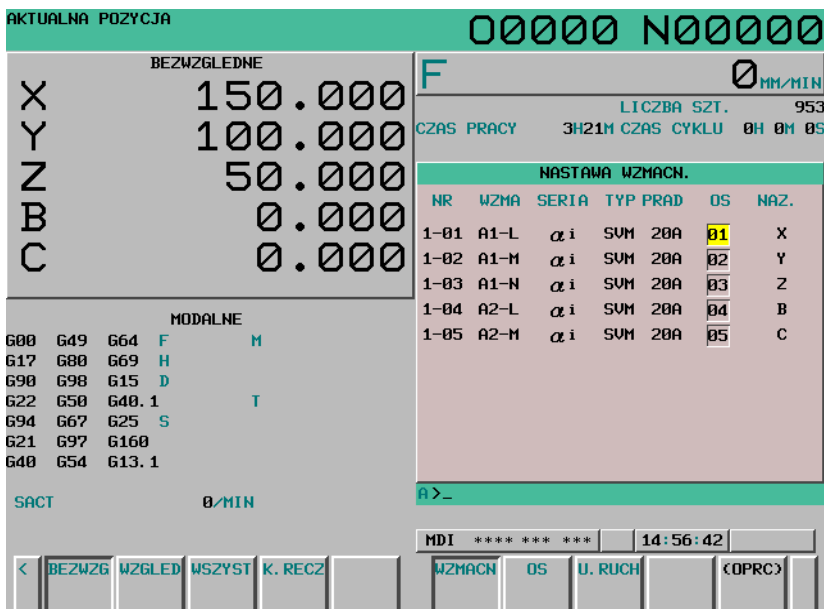 AKTUALNA POZYCJA
O0000 N00000
BEZWZGLEDNE
X 150.000
Y 100.000
Z 50.000
B 0.000
C 0.000
F 0 MM/MIN
LICZBA SZT. 953
CZAS PRACY 3H21M CZAS CYKLU 0H 0M 0S
MODALNE
G00 G49 G64 F M
G17 G80 G69 H
G90 G98 G15 D
G22 G50 G40.1 T
G94 G67 G25 S
G21 G97 G160
G40 G54 G13.1
SACT 0/MIN
NASTAWA WZMACN.
NR WZMA SERIA TYP PRAD OS NAZ.
1-01 A1-L αi SVM 20A 01 X
1-02 A1-M αi SVM 20A 02 Y
1-03 A1-N αi SVM 20A 03 Z
1-04 A2-L αi SVM 20A 04 B
1-05 A2-M αi SVM 20A 05 C
A>_
MDI **** *** *** 14:56:42
< BEZWZG WZGLED WSZYST K.RECZ WZMACN OS U.RUCH (OPRC)